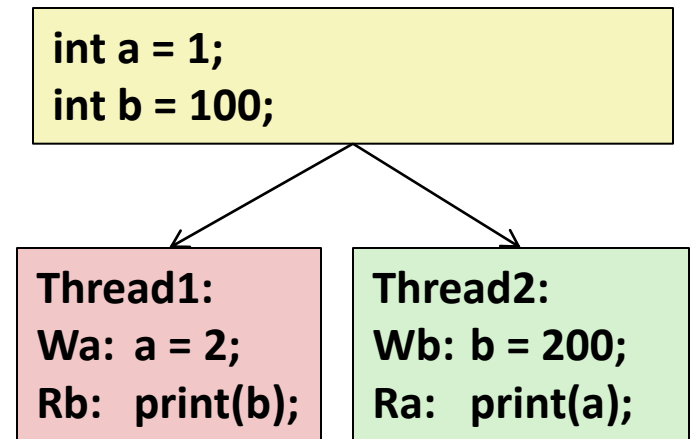 int a = 1;
int b = 100;
Thread1:
Wa: a = 2;
Rb: print(b);
Thread2:
Wb: b = 200;
Ra: print(a);